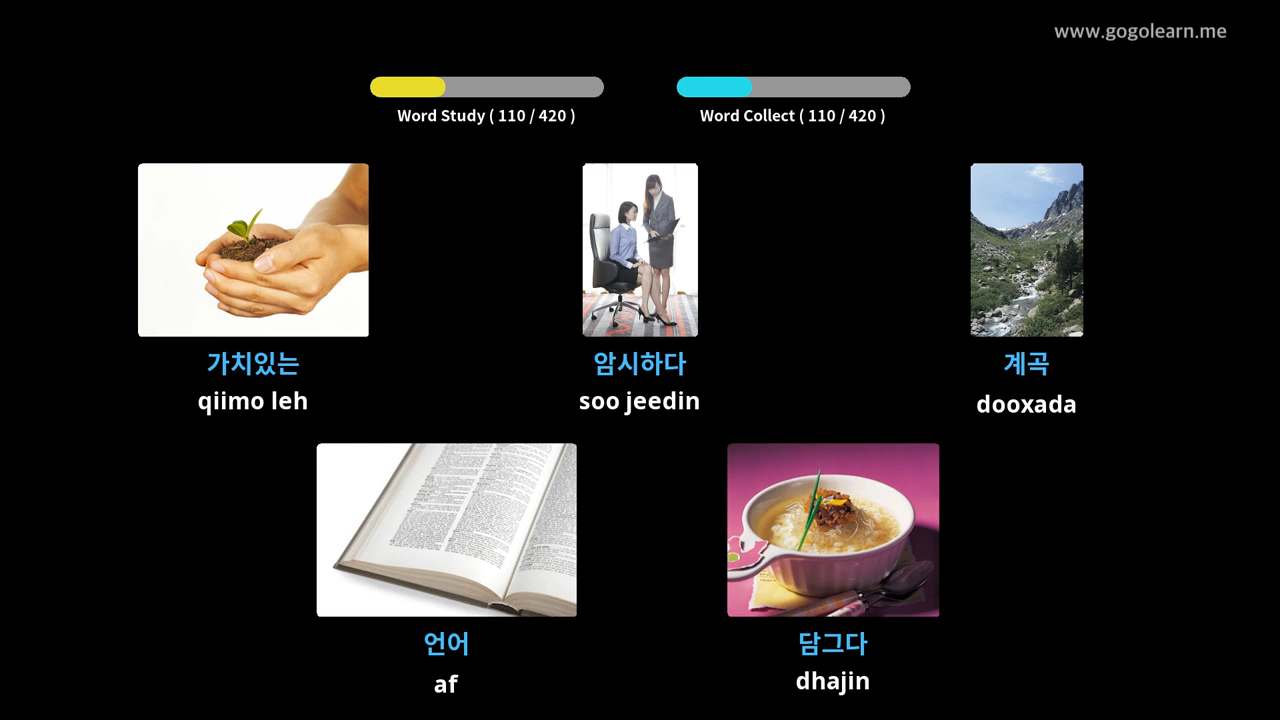 www.gogolearn.me
Word Study ( 110 / 420 )
Word Collect ( 110 / 420 )
가치있는
qiimo leh
암시하다
soo jeedin
계곡
dooxada
언어
af
담그다
dhajin